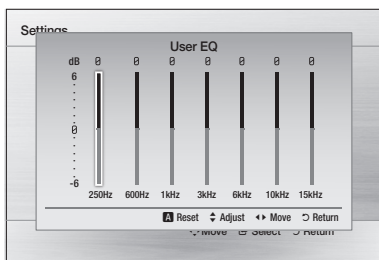 Settings
User EQ
dB 0 0 0 0 0 0 0
6
0
-6
250Hz 600Hz 1kHz 3kHz 6kHz 10kHz 15kHz
A Reset Adjust Move Return
Move Select Return